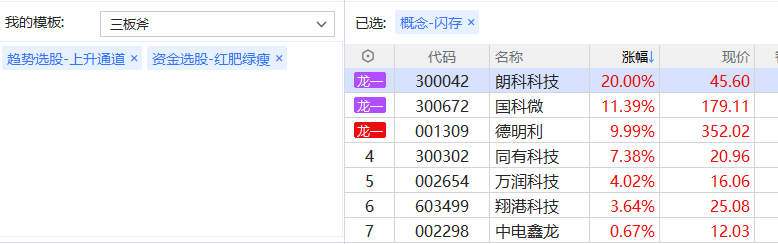 我的模板: 三板斧
趋势选股-上升通道 × 资金选股-红肥绿瘦 ×
已选: 概念-闪存 ×
代码 名称 涨幅↓ 现价
龙一 300042 朗科科技 20.00% 45.60
龙一 300672 国科微 11.39% 179.11
龙一 001309 德明利 9.99% 352.02
4 300302 同有科技 7.38% 20.96
5 002654 万润科技 4.02% 16.06
6 603499 翔港科技 3.64% 25.08
7 002298 中电鑫龙 0.67% 12.03